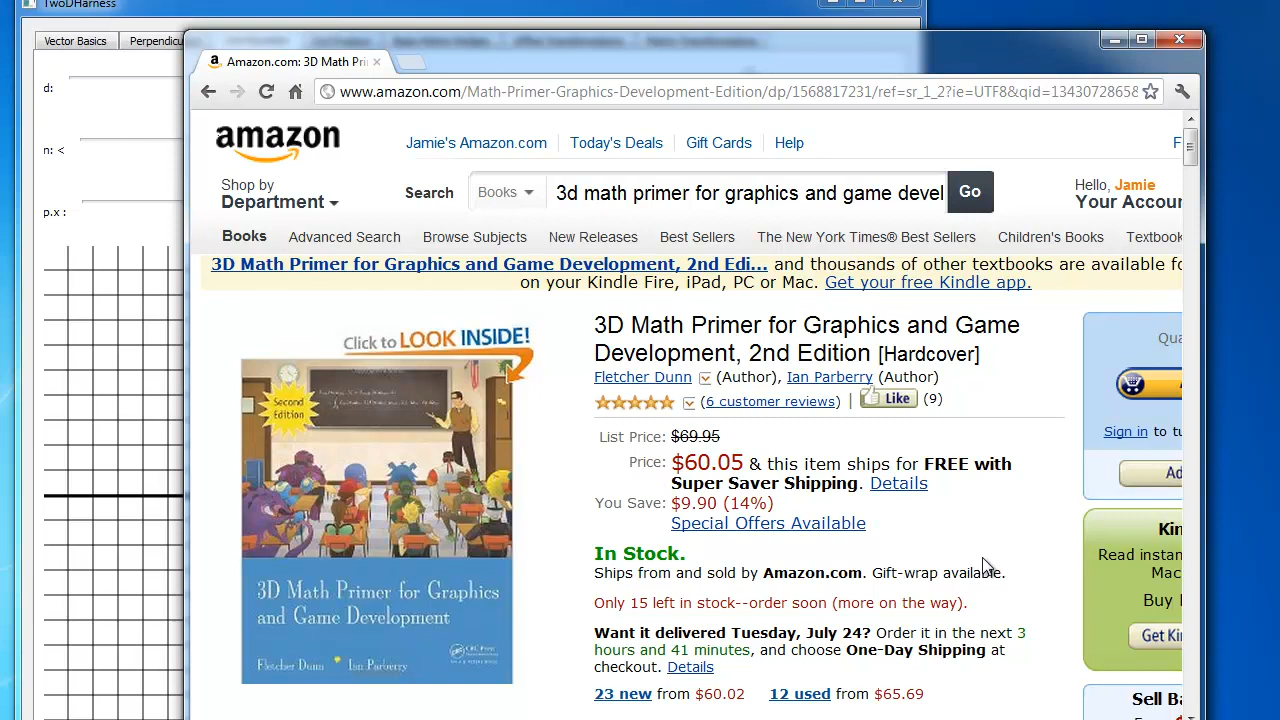 TwoDHarness
Vector Basics
d:
n: <
p.x :
Amazon.com: 3D Math Pri
www.amazon.com/Math-Primer-Graphics-Development-Edition/dp/1568817231/ref=sr_1_2?ie=UTF8&qid=13430728658
amazon
Jamie's Amazon.com Today's Deals Gift Cards Help
Shop by
Department
Search Books 3d math primer for graphics and game devel Go
Hello, Jamie
Your Accour
Books Advanced Search Browse Subjects New Releases Best Sellers The New York Times® Best Sellers Children's Books Textbook
3D Math Primer for Graphics and Game Development, 2nd Edi... and thousands of other textbooks are available fo
on your Kindle Fire, iPad, PC or Mac. Get your free Kindle app.
Click to LOOK INSIDE!
Second
Edition
3D Math Primer for Graphics
and Game Development
Fletcher Dunn Ian Parberry
CRC Press
3D Math Primer for Graphics and Game
Development, 2nd Edition [Hardcover]
Fletcher Dunn (Author), Ian Parberry (Author)
(6 customer reviews) | Like (9)
List Price: $69.95
Price: $60.05 & this item ships for FREE with
Super Saver Shipping. Details
You Save: $9.90 (14%)
Special Offers Available
In Stock.
Ships from and sold by Amazon.com. Gift-wrap available.
Only 15 left in stock--order soon (more on the way).
Want it delivered Tuesday, July 24? Order it in the next 3
hours and 41 minutes, and choose One-Day Shipping at
checkout. Details
23 new from $60.02 12 used from $65.69
Qua
Sign in to tu
Ad
Kin
Read instan
Mac
Buy
Get Ki
Sell Ba